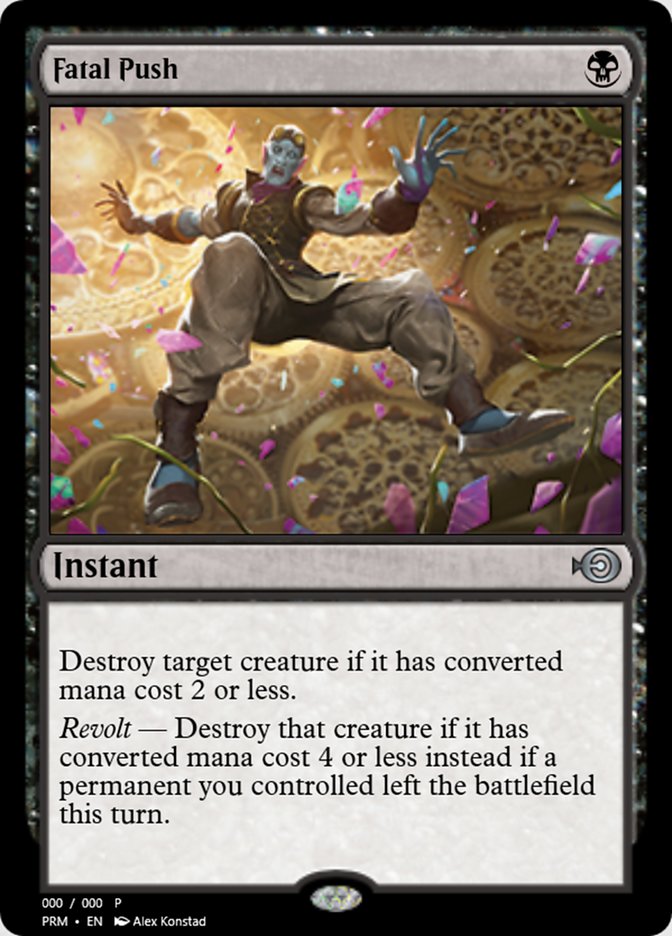 Fatal Push
Instant
Destroy target creature if it has converted
mana cost 2 or less.
Revolt — Destroy that creature if it has
converted mana cost 4 or less instead if a
permanent you controlled left the battlefield
this turn.
000 / 000 P
PRM • EN Alex Konstad